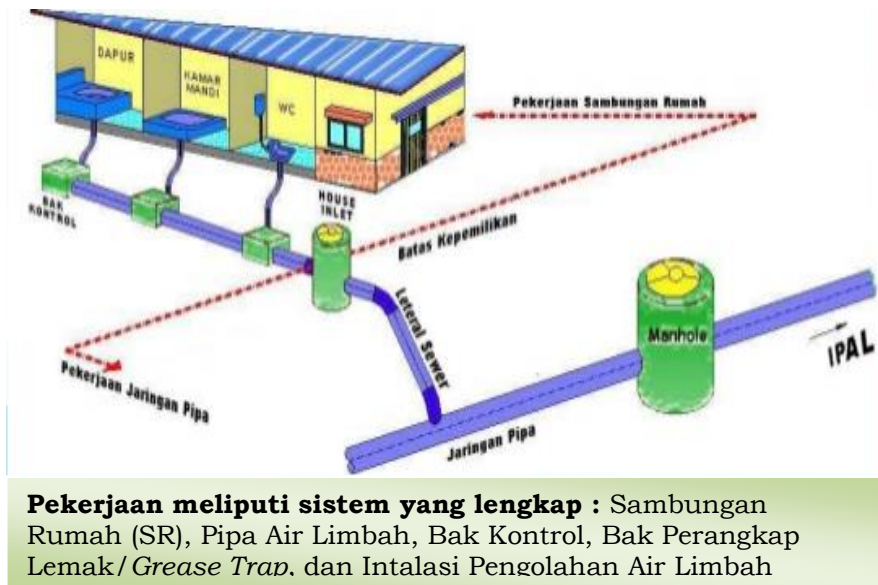 DAPUR
KAMAR
MANDI
WC
Pekerjaan Sambungan Rumah
BAK
KONTROL
HOUSE
INLET
Batas Kepemilikan
Leteral Sewer
Manhole
IPAL
Pekerjaan Jaringan Pipa
Jaringan Pipa
Pekerjaan meliputi sistem yang lengkap : Sambungan
Rumah (SR), Pipa Air Limbah, Bak Kontrol, Bak Perangkap
Lemak/Grease Trap, dan Intalasi Pengolahan Air Limbah